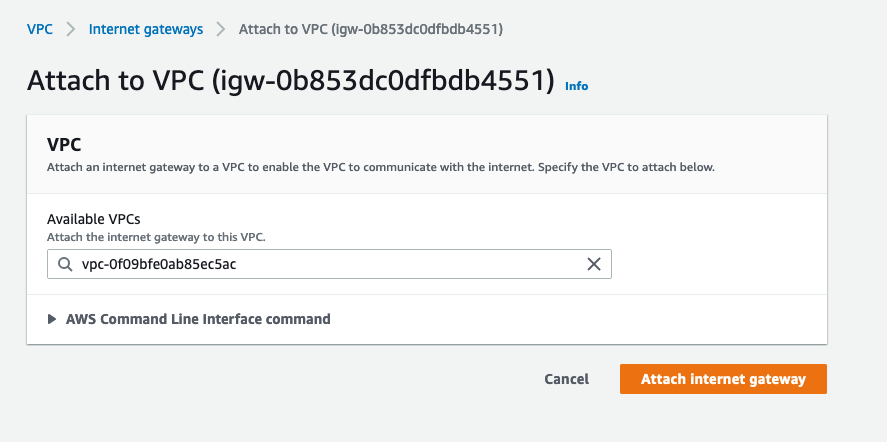 VPC > Internet gateways > Attach to VPC (igw-0b853dc0dfbdb4551)
Attach to VPC (igw-0b853dc0dfbdb4551) Info
VPC
Attach an internet gateway to a VPC to enable the VPC to communicate with the internet. Specify the VPC to attach below.
Available VPCs
Attach the internet gateway to this VPC.
vpc-0f09bfe0ab85ec5ac
AWS Command Line Interface command
Cancel Attach internet gateway